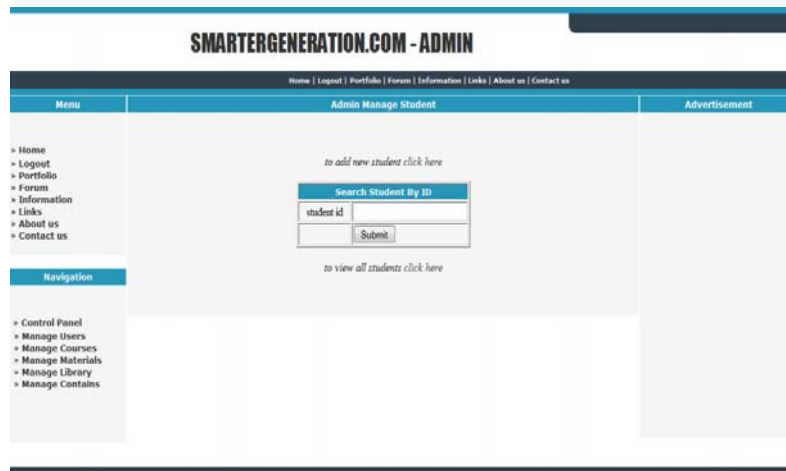 SMARTERGENERATION.COM - ADMIN
Home | Logout | Portfolio | Forum | Information | Links | About us | Contact us
Menu
» Home
» Logout
» Portfolio
» Forum
» Information
» Links
» About us
» Contact us
Navigation
» Control Panel
» Manage Users
» Manage Courses
» Manage Materials
» Manage Library
» Manage Contains
Admin Manage Student
to add new student click here
Search Student By ID
student id
Submit
to view all students click here
Advertisement